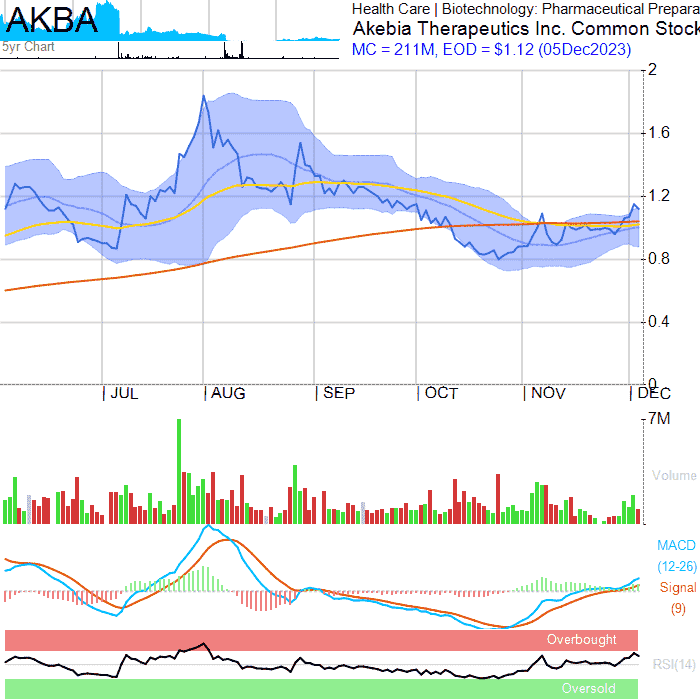 AKBA
5yr Chart
Health Care | Biotechnology: Pharmaceutical Prepara
Akebia Therapeutics Inc. Common Stock
MC = 211M, EOD = $1.12 (05Dec2023)
2
1.6
1.2
0.8
0.4
0
JUL AUG SEP OCT NOV DEC
7M
Volume
MACD
(12-26)
Signal
(9)
Overbought
RSI(14)
Oversold